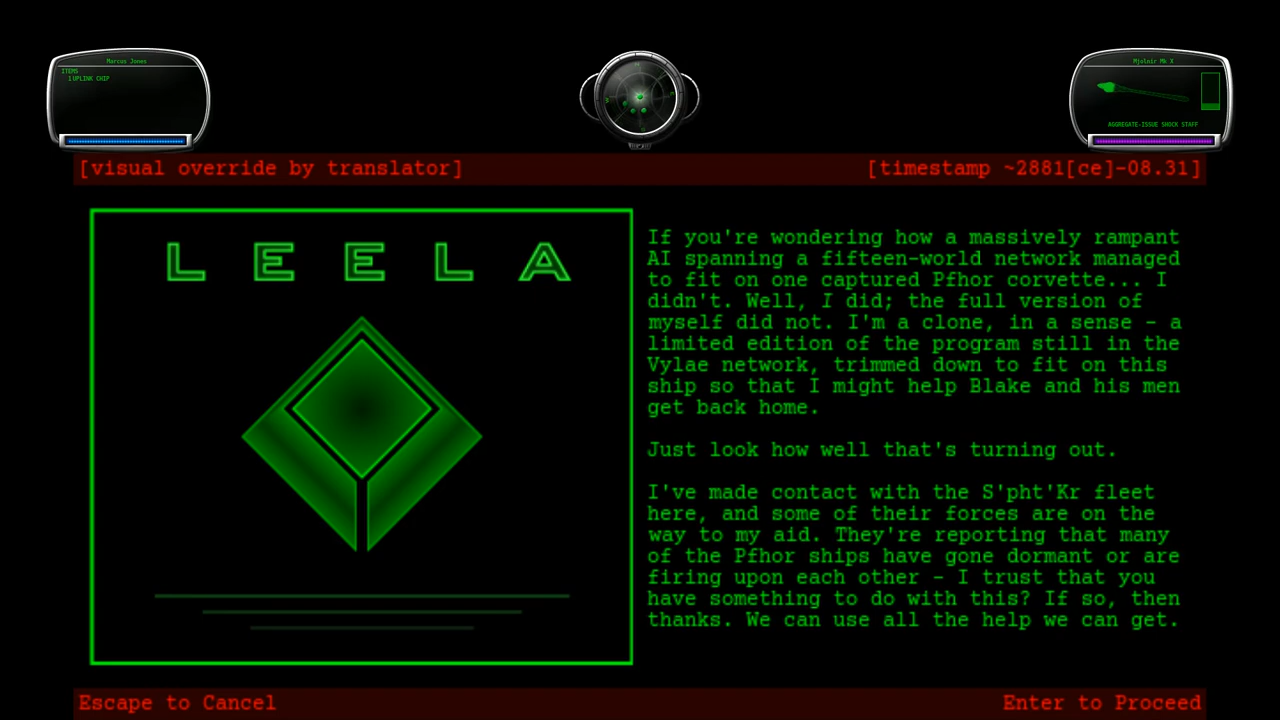 Marcus Jones
ITEMS
1 UPLINK CHIP
Mjolnir Mk X
AGGREGATE-ISSUE SHOCK STAFF
[visual override by translator]
[timestamp ~2881[ce]-08.31]
LEELA
If you're wondering how a massively rampant
AI spanning a fifteen-world network managed
to fit on one captured Pfhor corvette... I
didn't. Well, I did; the full version of
myself did not. I'm a clone, in a sense - a
limited edition of the program still in the
Vylae network, trimmed down to fit on this
ship so that I might help Blake and his men
get back home.
Just look how well that's turning out.
I've made contact with the S'pht'Kr fleet
here, and some of their forces are on the
way to my aid. They're reporting that many
of the Pfhor ships have gone dormant or are
firing upon each other - I trust that you
have something to do with this? If so, then
thanks. We can use all the help we can get.
Escape to Cancel
Enter to Proceed